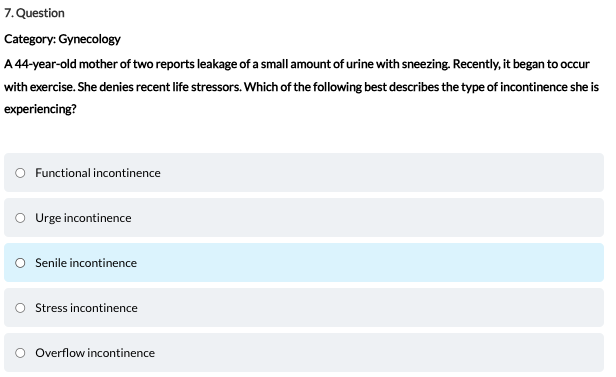 7. Question
Category: Gynecology
A 44-year-old mother of two reports leakage of a small amount of urine with sneezing. Recently, it began to occur
with exercise. She denies recent life stressors. Which of the following best describes the type of incontinence she is
experiencing?
Functional incontinence
Urge incontinence
Senile incontinence
Stress incontinence
Overflow incontinence